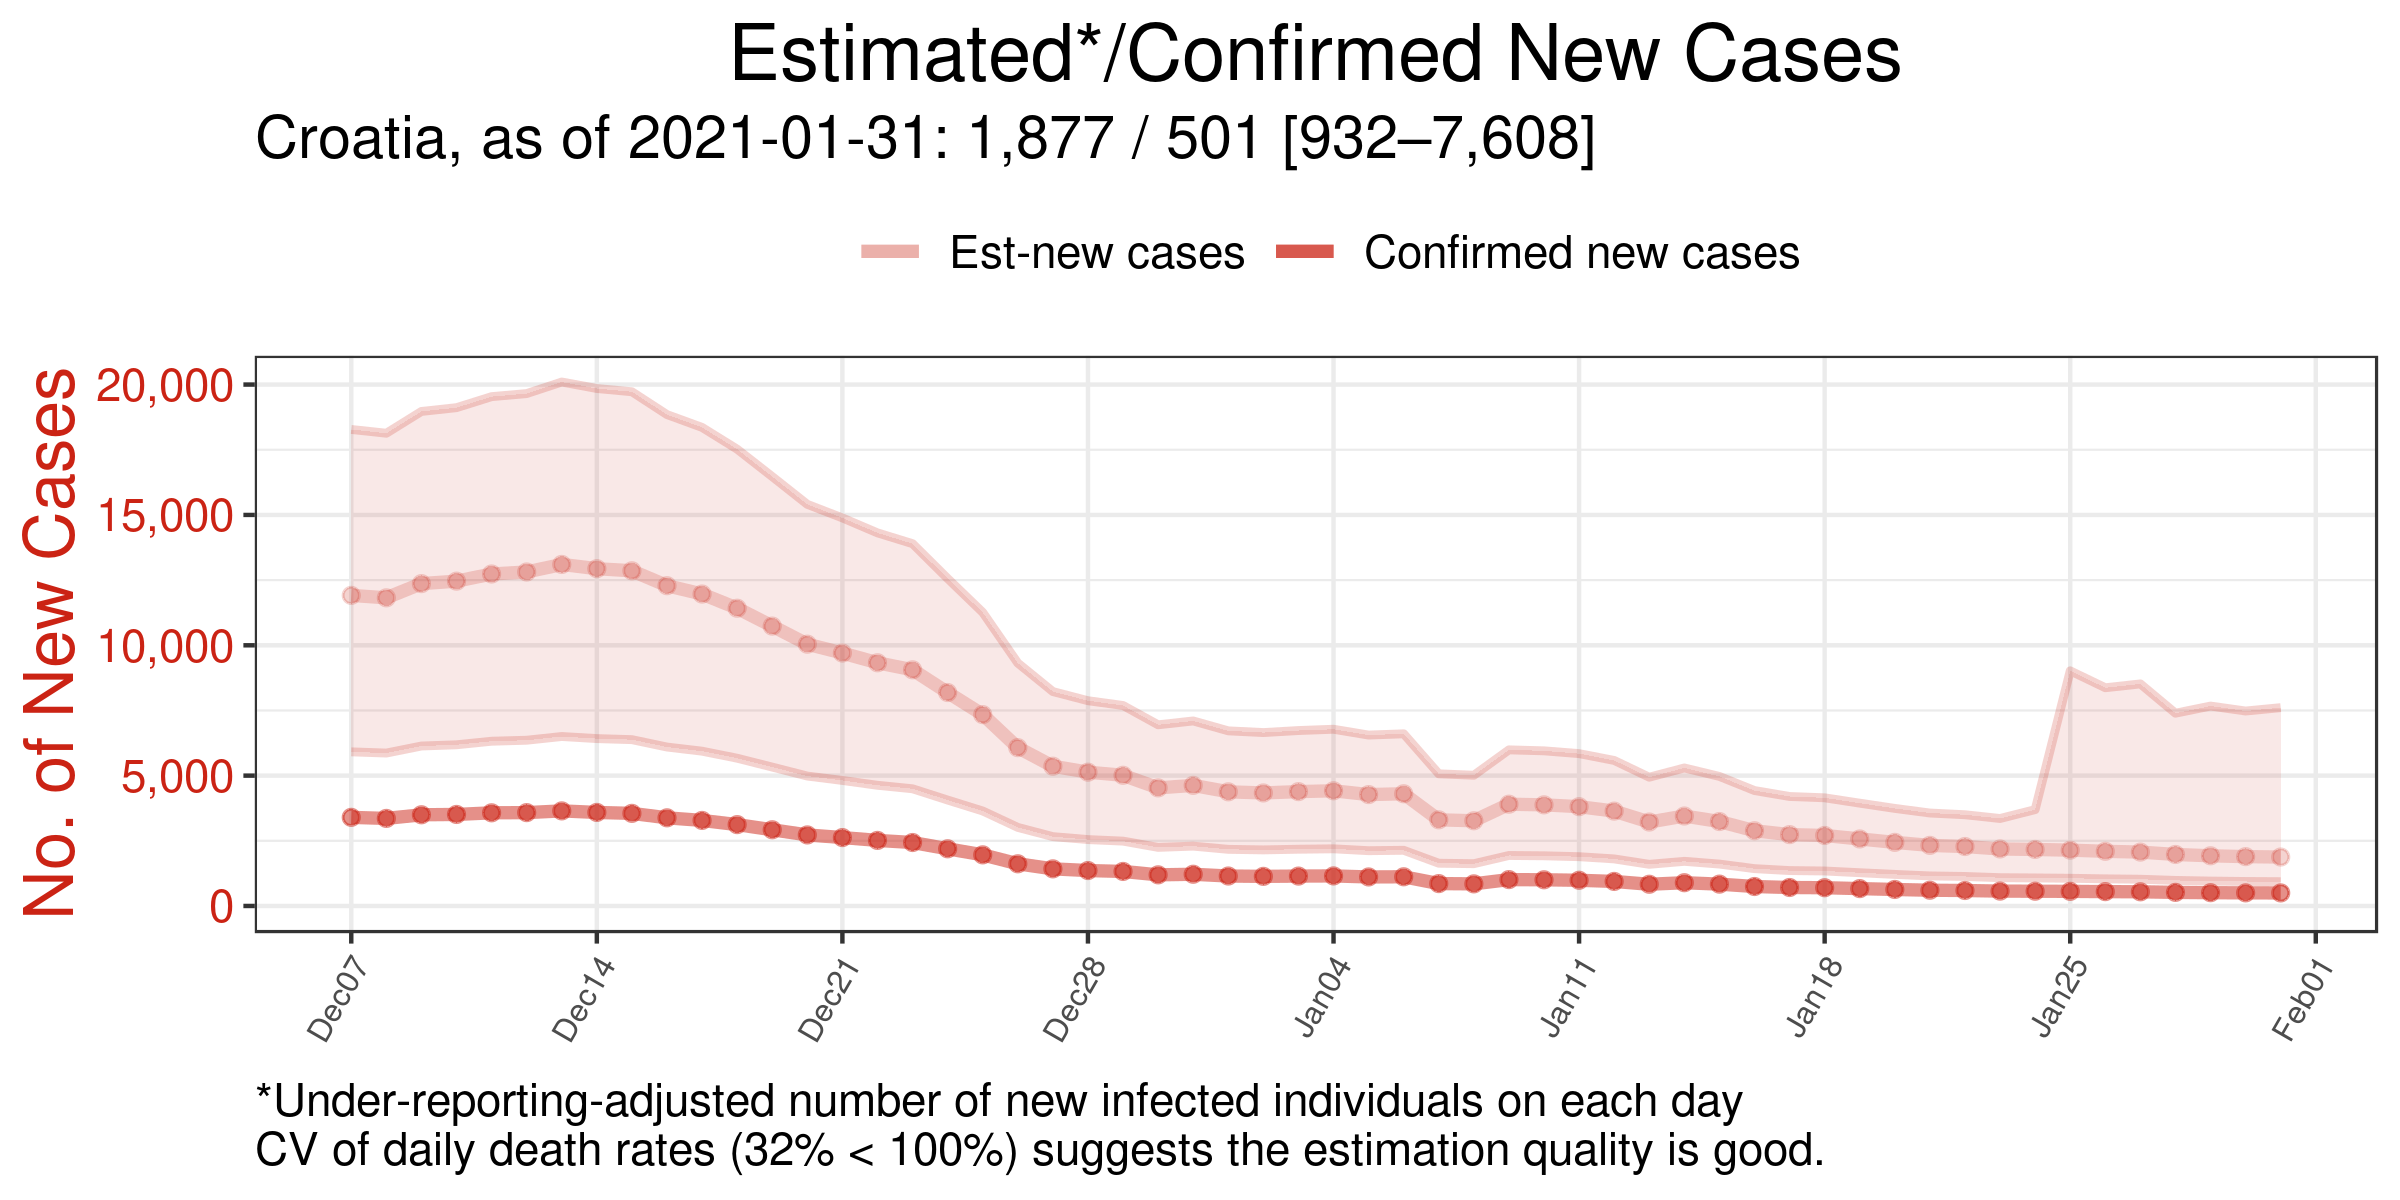 Estimated*/Confirmed New Cases
Croatia, as of 2021-01-31: 1,877 / 501 [932–7,608]
Est-new cases
Confirmed new cases
No. of New Cases
20,000
15,000
10,000
5,000
0
Dec07
Dec14
Dec21
Dec28
Jan04
Jan11
Jan18
Jan25
Feb01
*Under-reporting-adjusted number of new infected individuals on each day
CV of daily death rates (32% < 100%) suggests the estimation quality is good.